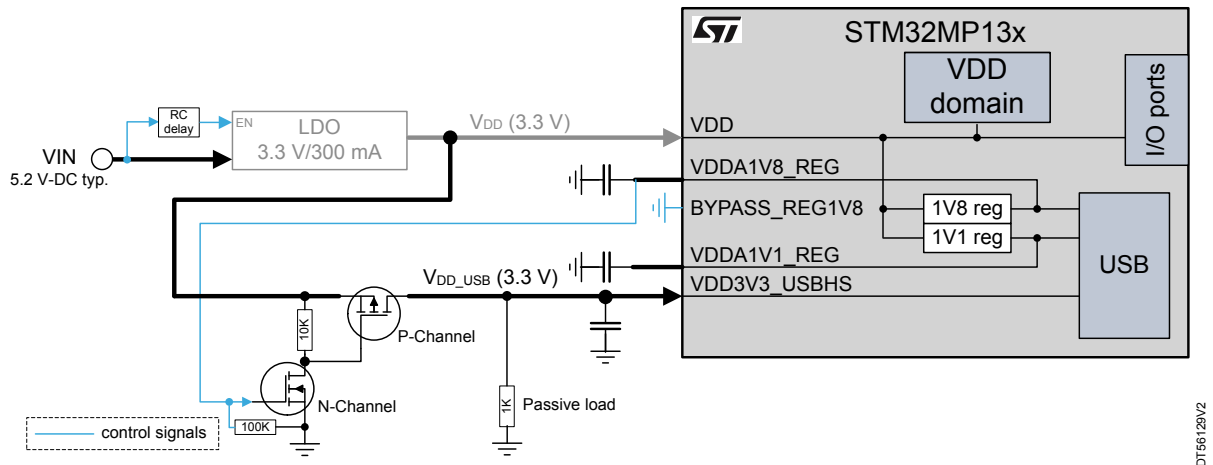 STM32MP13x
VDD
domain
I/O ports
RC
delay
EN
LDO
3.3 V/300 mA
VDD (3.3 V)
VDD
VIN
5.2 V-DC typ.
VDDA1V8_REG
BYPASS_REG1V8
1V8 reg
1V1 reg
VDDA1V1_REG
USB
VDD_USB (3.3 V)
VDD3V3_USBHS
10K
P-Channel
N-Channel
1K
Passive load
100K
control signals
DT56129V2